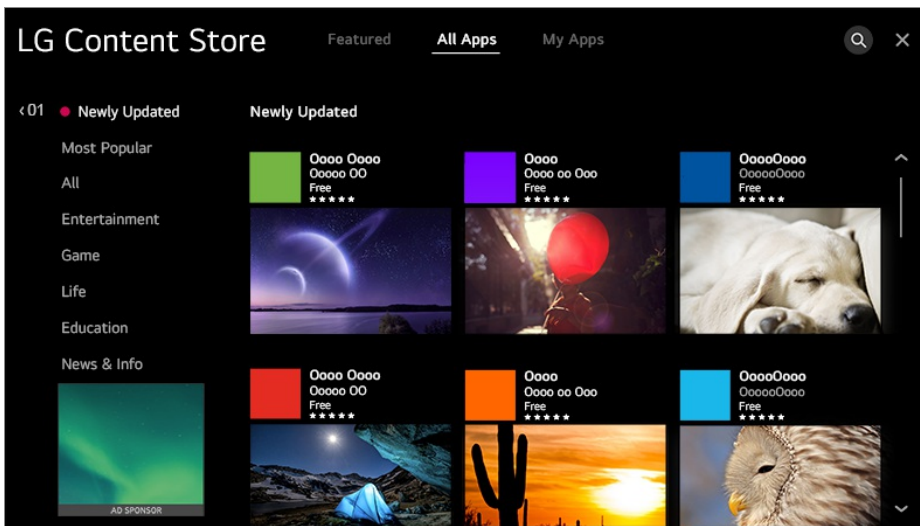 LG Content Store
Featured
All Apps
My Apps
‹01
Newly Updated
Most Popular
All
Entertainment
Game
Life
Education
News & Info
AD SPONSOR
Newly Updated
Oooo Oooo
Ooooo OO
Free
★★★★★
Oooo
Oooo oo Ooo
Free
★★★★★
OoooOooo
OooooOooo
Free
★★★★★
Oooo Oooo
Ooooo OO
Free
★★★★★
Oooo
Oooo oo Ooo
Free
★★★★★
OoooOooo
OooooOooo
Free
★★★★★